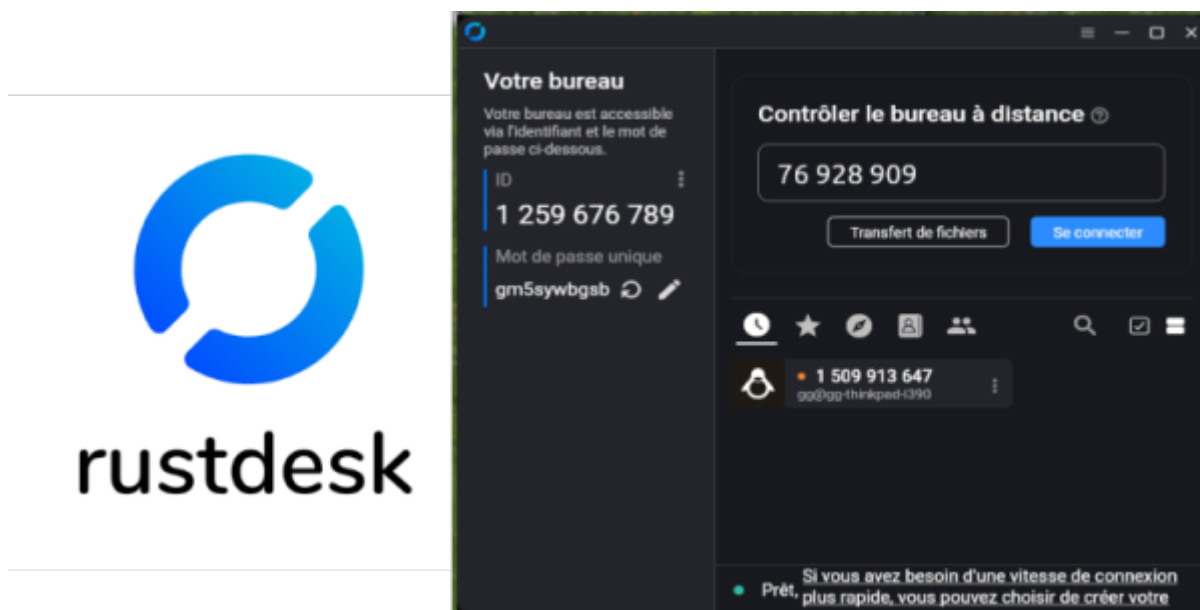 rustdesk
Votre bureau
Votre bureau est accessible
via l'identifiant et le mot de
passe ci-dessous.
ID
1 259 676 789
Mot de passe unique
gm5sywbgsb
Contrôler le bureau à distance
76 928 909
Transfert de fichiers
Se connecter
1 509 913 647
gg@gg-thinkpad-l390
Prêt, Si vous avez besoin d'une vitesse de connexion
plus rapide, vous pouvez choisir de créer votre